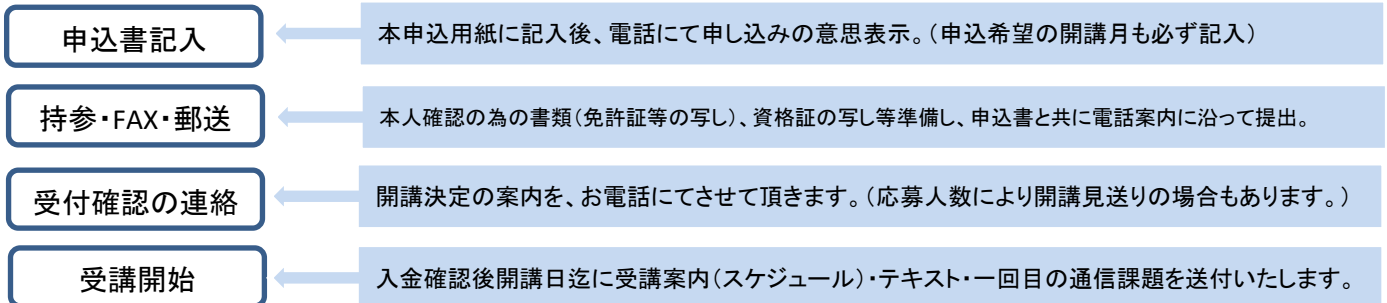 申込書記入
本申込用紙に記入後、電話にて申し込みの意思表示。（申込希望の開講月も必ず記入）
持参・FAX・郵送
本人確認の為の書類（免許証等の写し）、資格証の写し等準備し、申込書と共に電話案内に沿って提出。
受付確認の連絡
開講決定の案内を、お電話にてさせて頂きます。（応募人数により開講見送りの場合もあります。）
受講開始
入金確認後開講日迄に受講案内（スケジュール）・テキスト・一回目の通信課題を送付いたします。